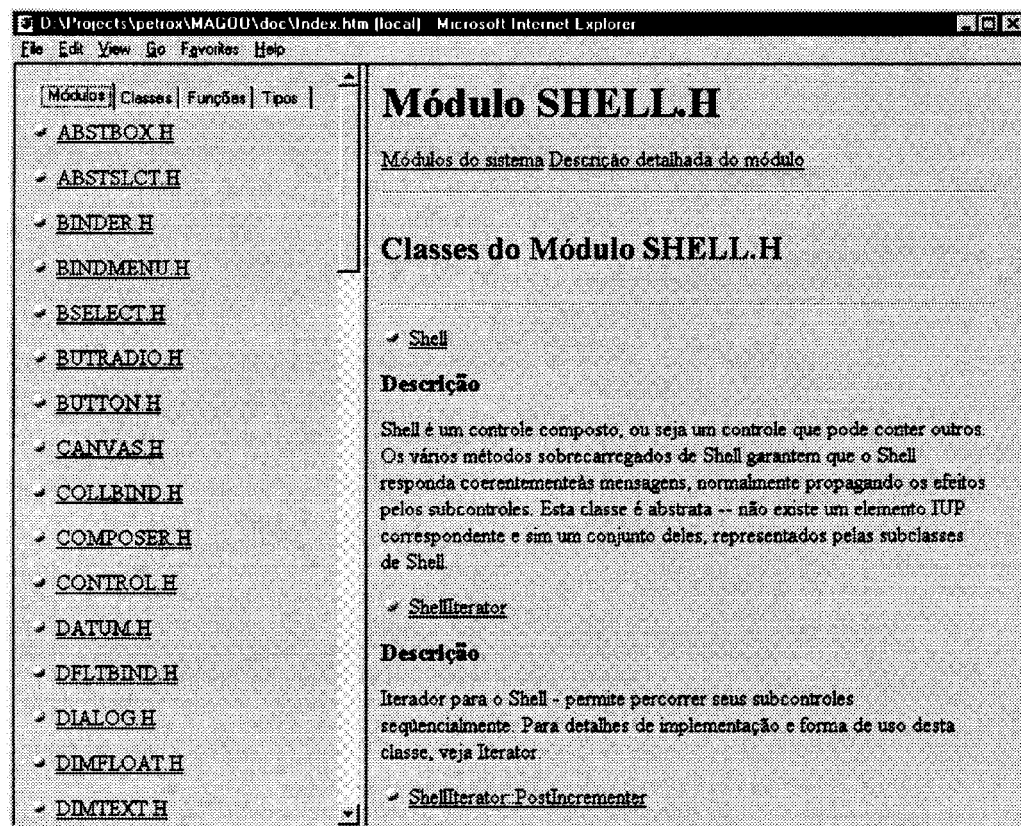 D:\Projects\petrox\MAGOO\doc\Index.htm (local) Microsoft Internet Explorer
File Edit View Go Favorites Help
Módulos Classes Funções Tipos
ABSTBOX.H
ABSTSLCT.H
BINDER.H
BINDMENU.H
BSELECT.H
BUTRADIO.H
BUTTON.H
CANVAS.H
COLLBIND.H
COMPOSER.H
CONTROL.H
DATUM.H
DFLTBIND.H
DIALOG.H
DIMFLOAT.H
DIMTEXT.H
Módulo SHELL.H
Módulos do sistema Descrição detalhada do módulo
Classes do Módulo SHELL.H
Shell
Descrição
Shell é um controle composto, ou seja um controle que pode conter outros.
Os vários métodos sobrecarregados de Shell garantem que o Shell
responda coerentementeàs mensagens, normalmente propagando os efeitos
pelos subcontroles. Esta classe é abstrata -- não existe um elemento IUP
correspondente e sim um conjunto deles, representados pelas subclasses
de Shell.
ShellIterator
Descrição
Iterador para o Shell - permite percorrer seus subcontroles
seqüencialmente. Para detalhes de implementação e forma de uso desta
classe, veja Iterator
ShellIterator::PostIncrementer